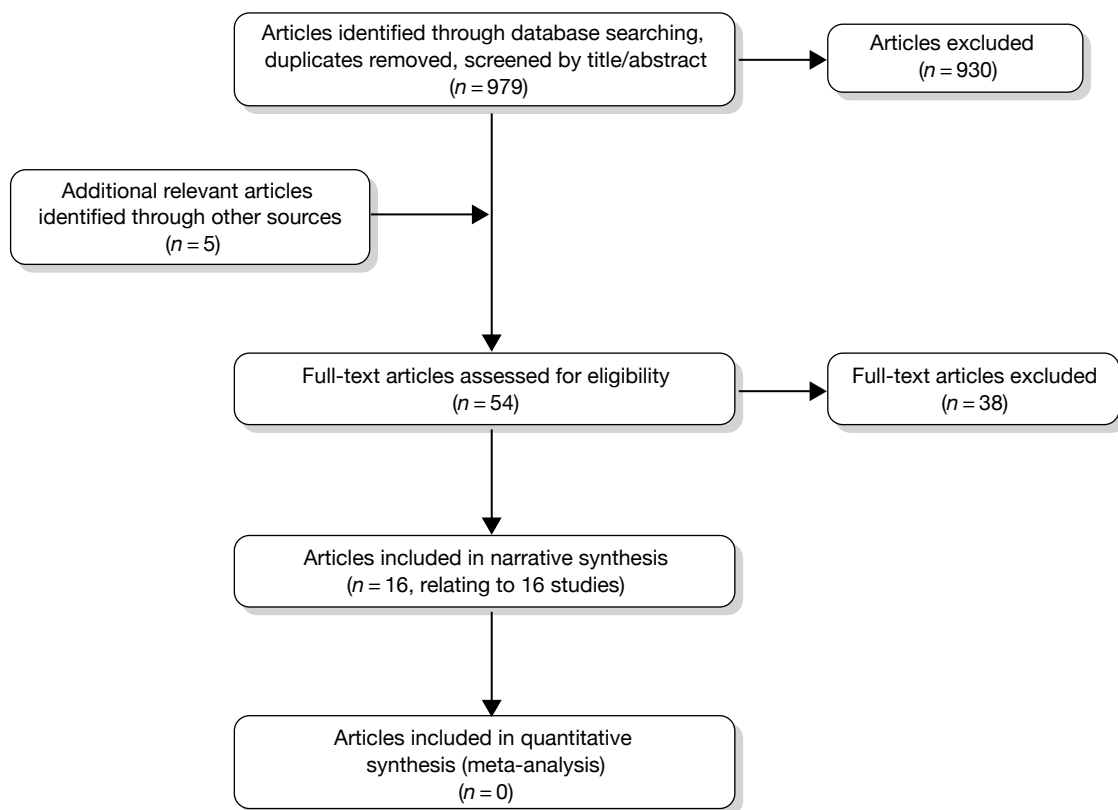 Articles identified through database searching,
duplicates removed, screened by title/abstract
(n = 979)
Articles excluded
(n = 930)
Additional relevant articles
identified through other sources
(n = 5)
Full-text articles assessed for eligibility
(n = 54)
Full-text articles excluded
(n = 38)
Articles included in narrative synthesis
(n = 16, relating to 16 studies)
Articles included in quantitative
synthesis (meta-analysis)
(n = 0)